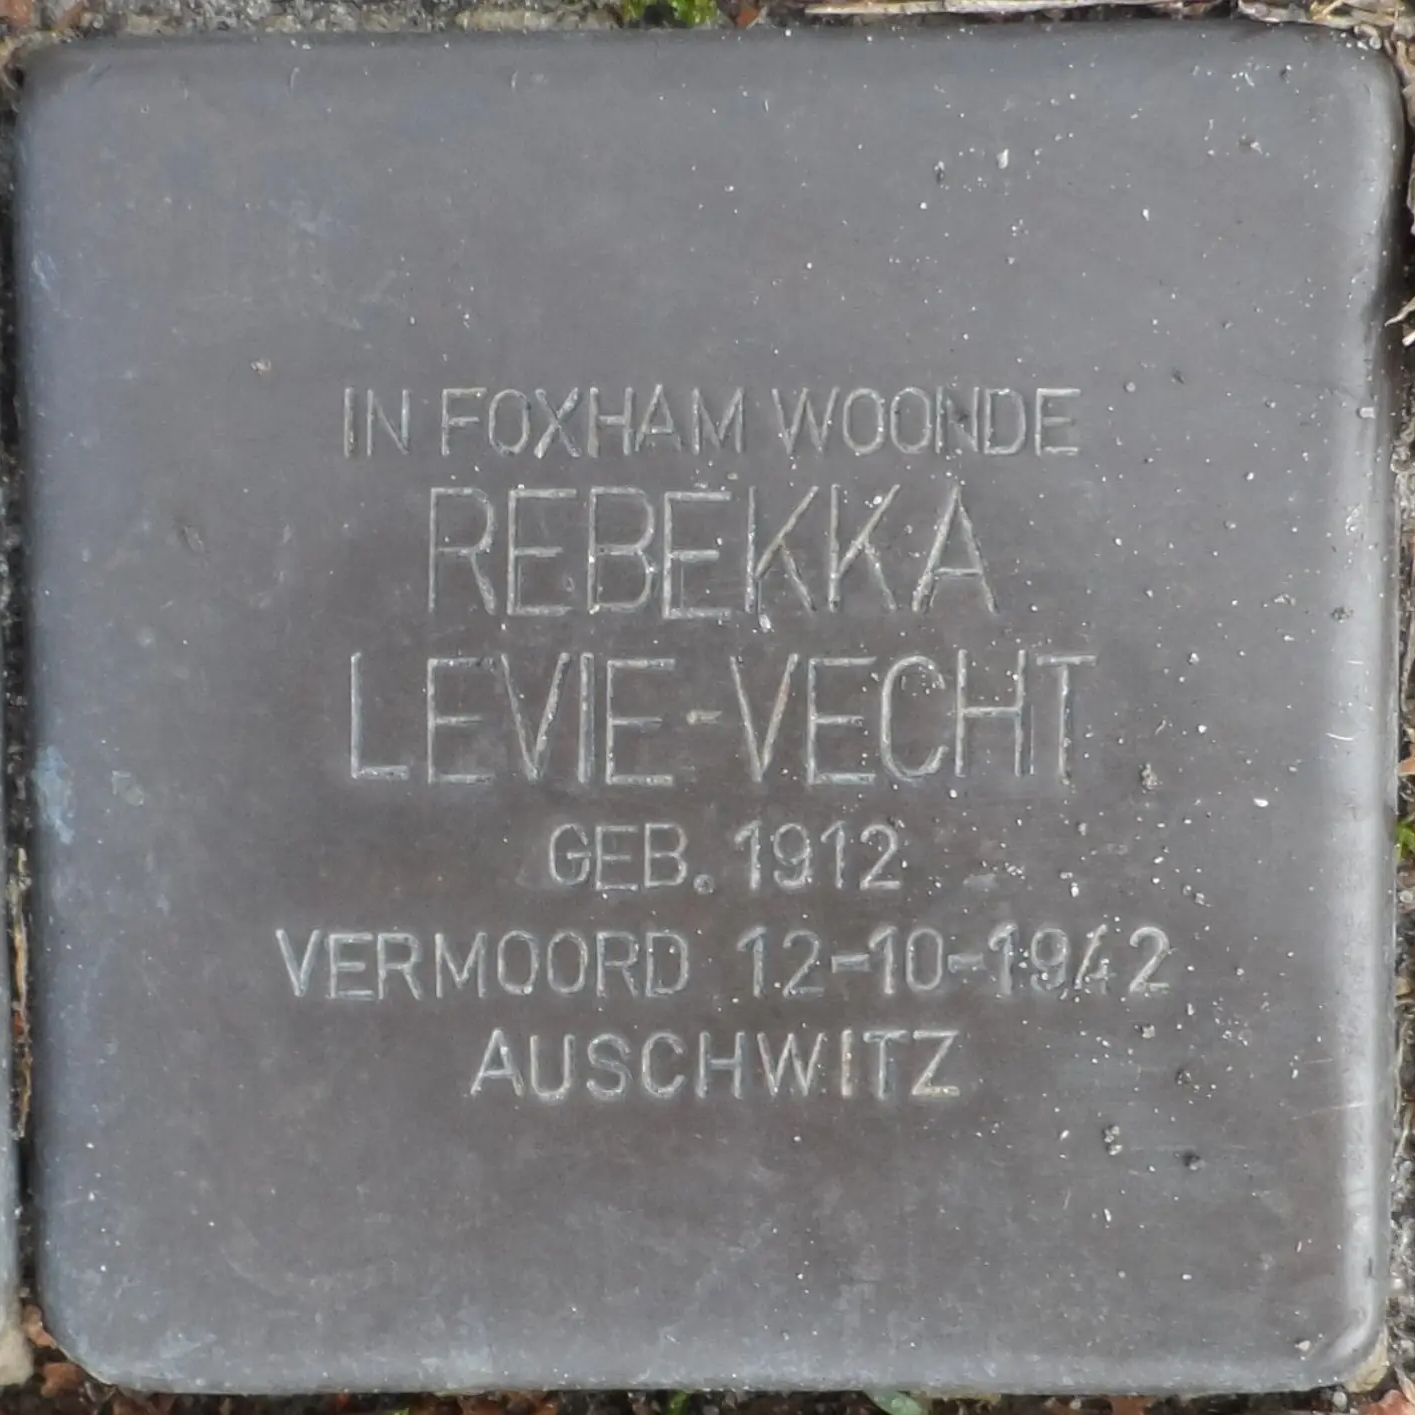 IN FOXHAM WOONDE
REBEKKA
LEVIE-VECHT
GEB. 1912
VERMOORD 12-10-1942
AUSCHWITZ